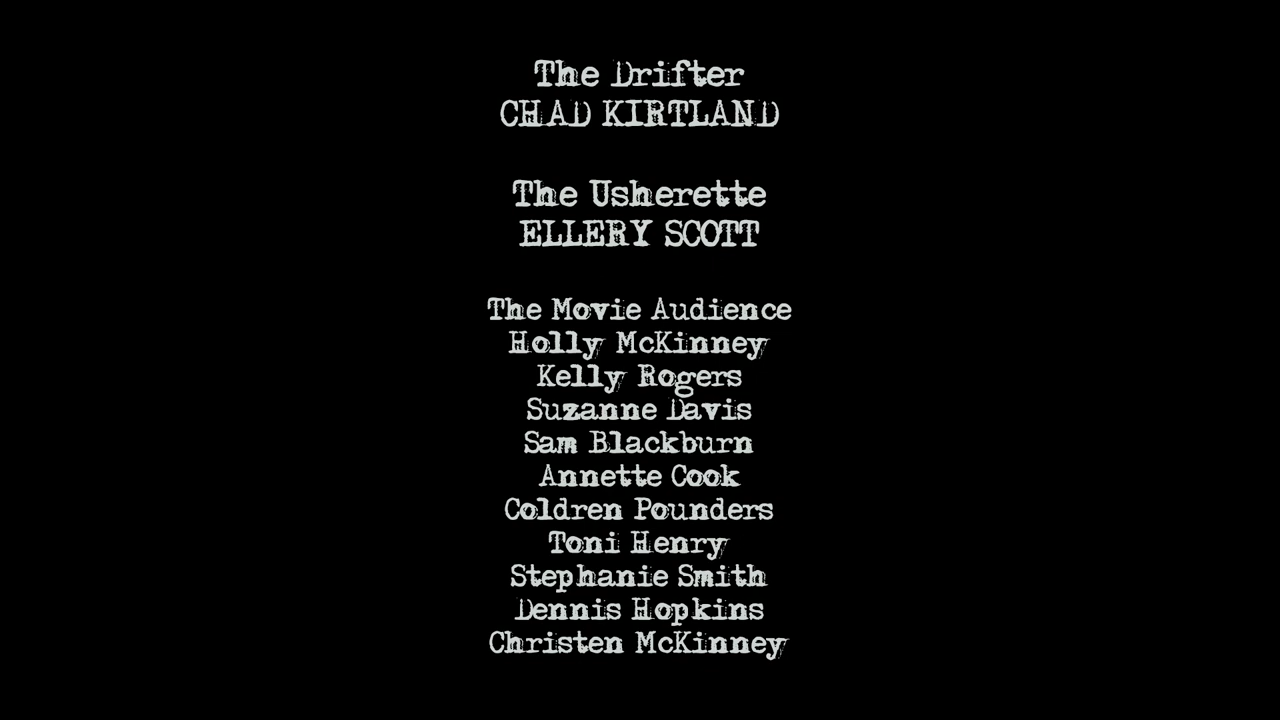 The Drifter
CHAD KIRTLAND
The Usherette
ELLERY SCOTT
The Movie Audience
Holly McKinney
Kelly Rogers
Suzanne Davis
Sam Blackburn
Annette Cook
Coldren Pounders
Toni Henry
Stephanie Smith
Dennis Hopkins
Christen McKinney